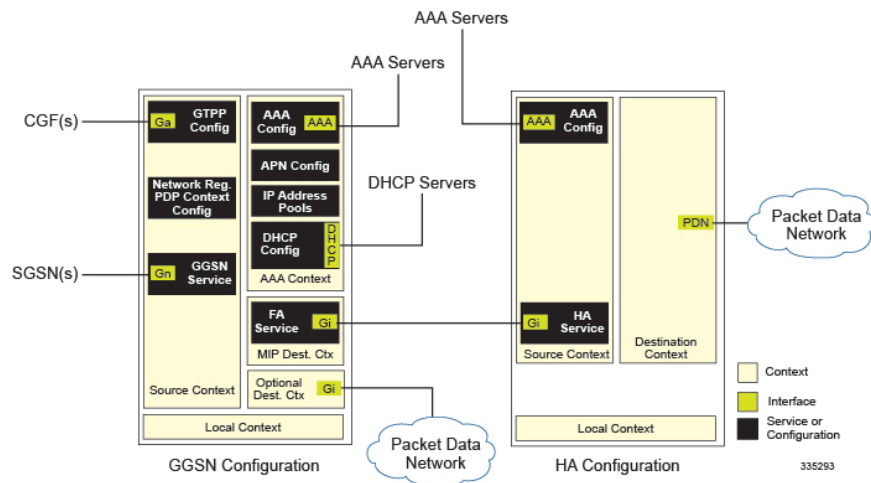 AAA Servers
AAA Servers
CGF(s)
Ga
GTPP
Config
AAA
Config
AAA
AAA
AAA
Config
APN Config
Network Reg.
PDP Context
Config
IP Address
Pools
DHCP Servers
DHCP
Config
DHCP
AAA Context
PDN
Packet Data
Network
SGSN(s)
Gn
GGSN
Service
FA
Service
Gi
MIP Dest. Ctx
Gi
HA
Service
Source Context
Destination
Context
Source Context
Optional
Dest. Ctx
Gi
Local Context
Packet Data
Network
Local Context
Context
Interface
Service or
Configuration
GGSN Configuration
HA Configuration
335293